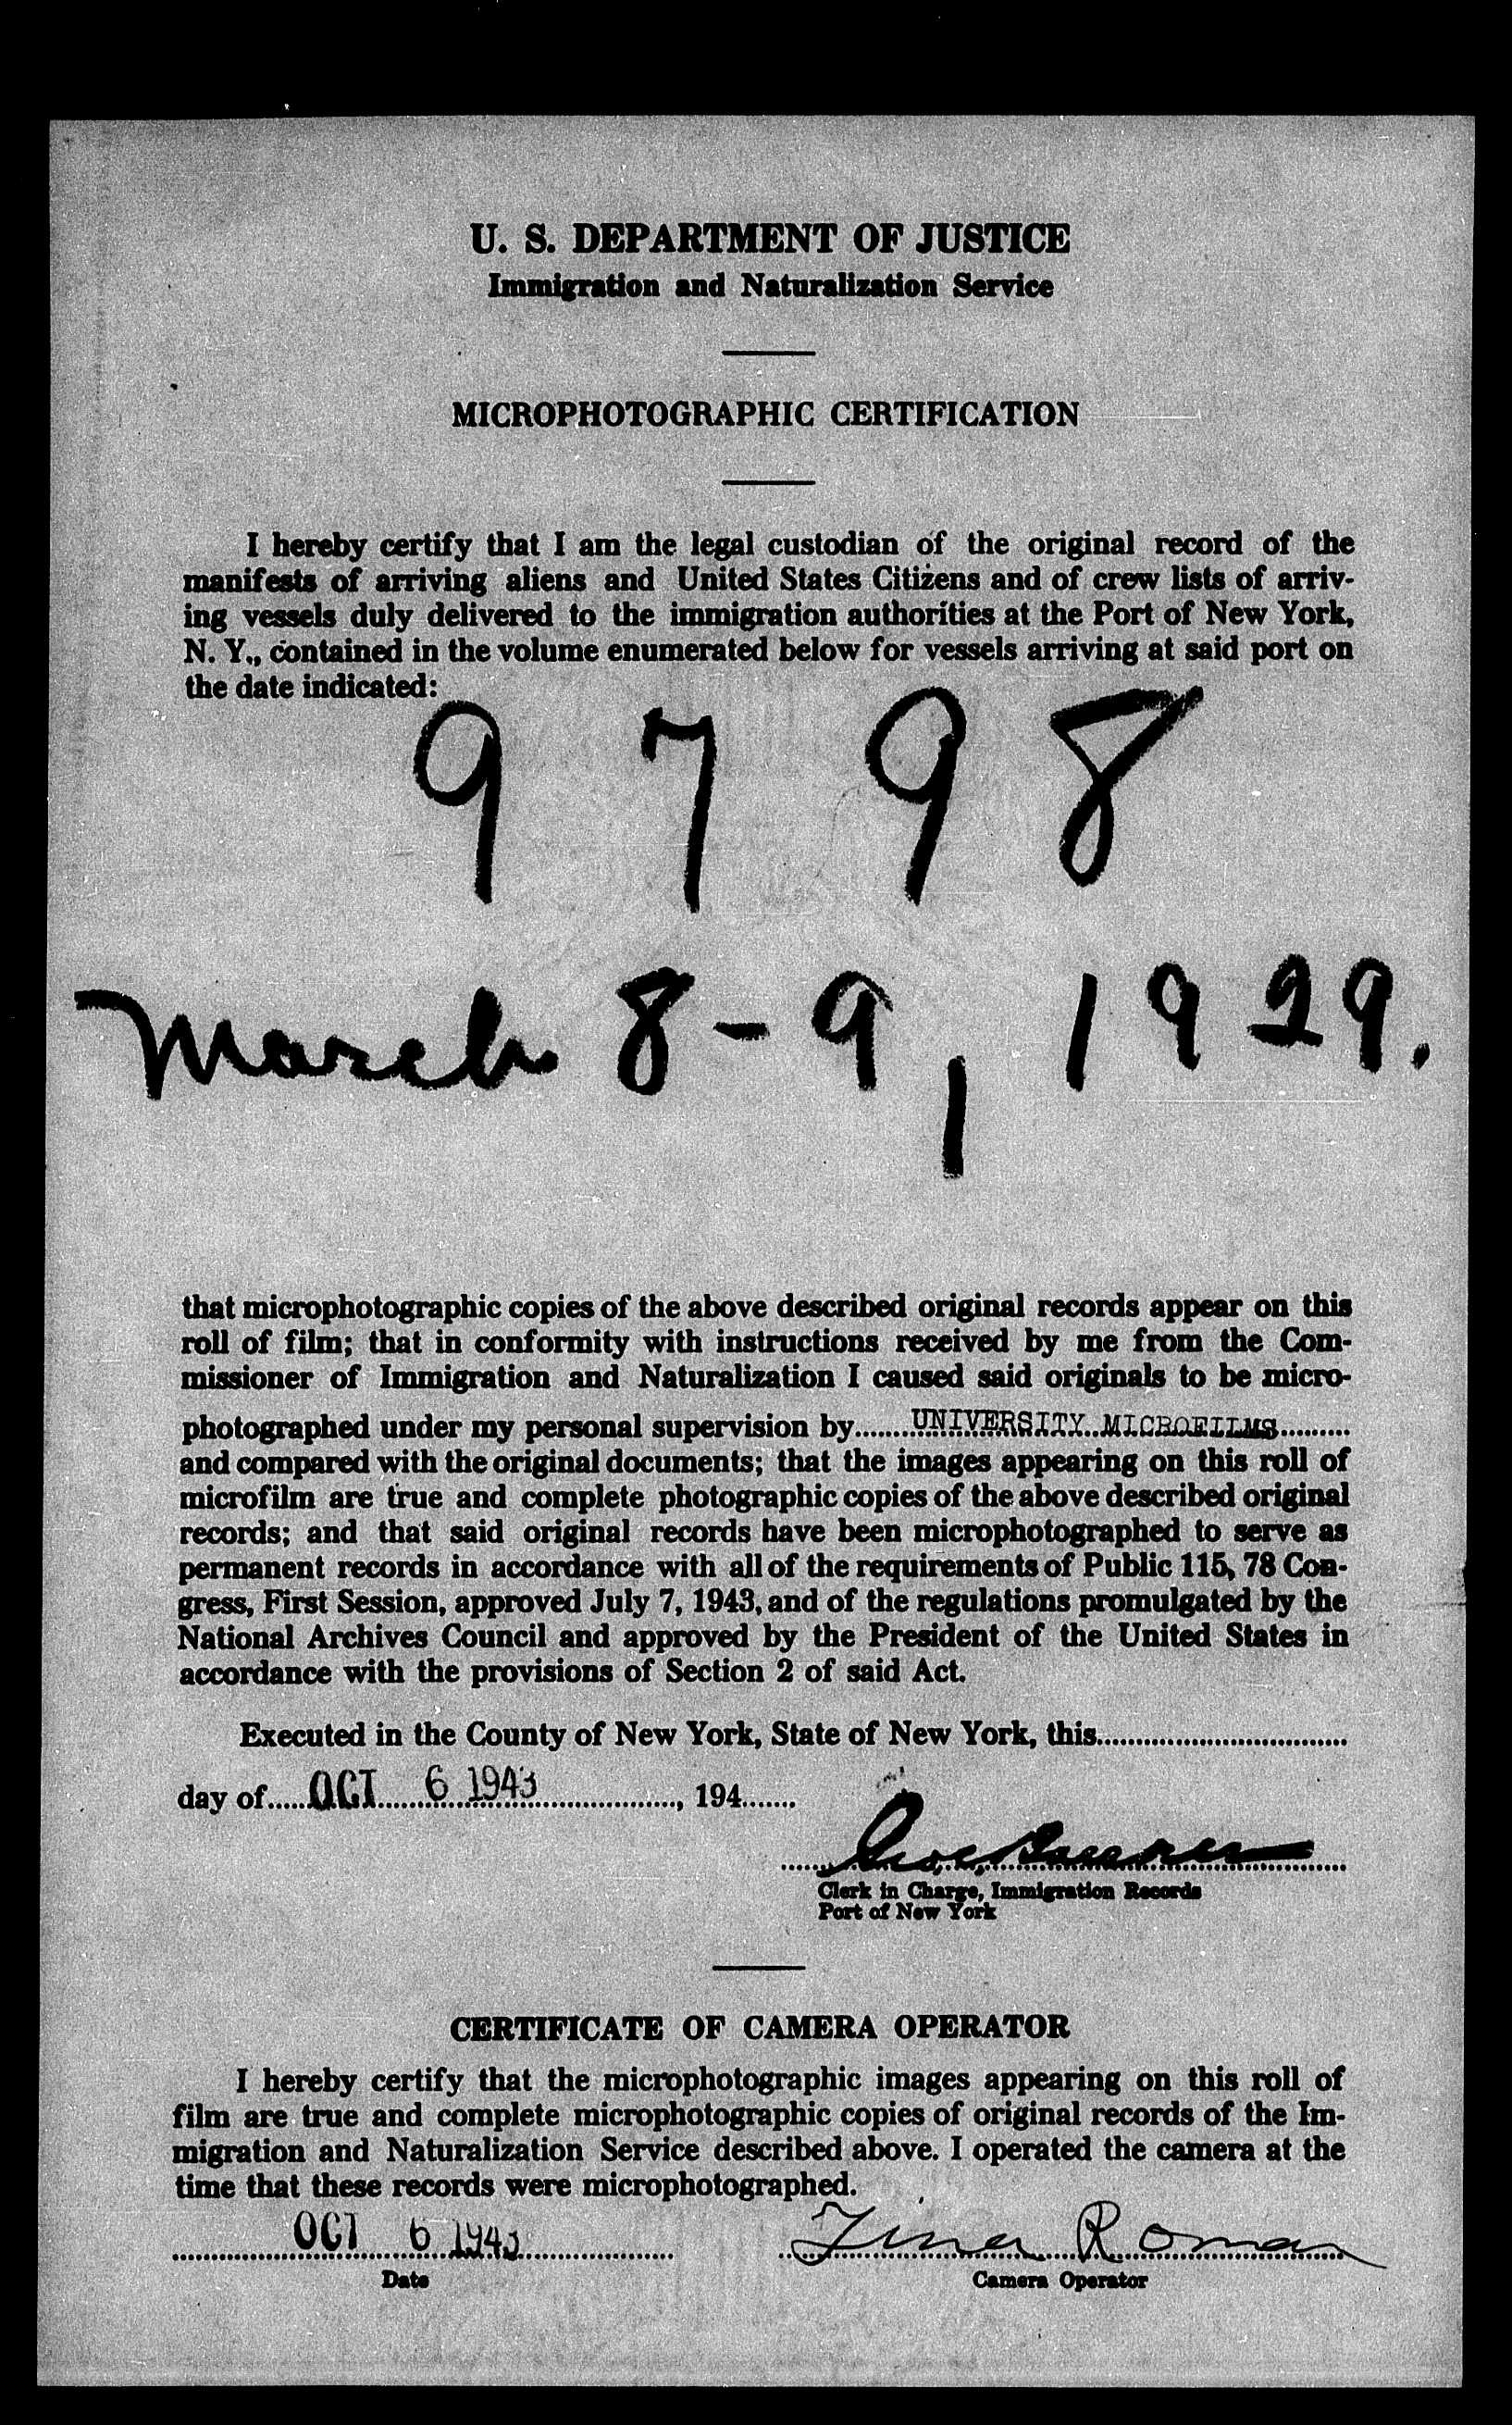 U. S. DEPARTMENT OF JUSTICE
Immigration and Naturalization Service
MICROPHOTOGRAPHIC CERTIFICATION
I hereby certify that I am the legal custodian of the original record of the
manifests of arriving aliens and United States Citizens and of crew lists of arriv-
ing vessels duly delivered to the immigration authorities at the Port of New York,
N. Y., contained in the volume enumerated below for vessels arriving at said port on
the date indicated:
9798
March 8-9, 1929.
that microphotographic copies of the above described original records appear on this
roll of film; that in conformity with instructions received by me from the Com-
missioner of Immigration and Naturalization I caused said originals to be micro-
photographed under my personal supervision by UNIVERSITY MICROFILMS
and compared with the original documents; that the images appearing on this roll of
microfilm are true and complete photographic copies of the above described original
records; and that said original records have been microphotographed to serve as
permanent records in accordance with all of the requirements of Public 115, 78 Con-
gress, First Session, approved July 7, 1943, and of the regulations promulgated by the
National Archives Council and approved by the President of the United States in
accordance with the provisions of Section 2 of said Act.
Executed in the County of New York, State of New York, this
day of OCT 6 1943, 194
Clerk in Charge, Immigration Records
Port of New York
CERTIFICATE OF CAMERA OPERATOR
I hereby certify that the microphotographic images appearing on this roll of
film are true and complete microphotographic copies of original records of the Im-
migration and Naturalization Service described above. I operated the camera at the
time that these records were microphotographed.
OCT 6 1943 Tina Roman
Date Camera Operator